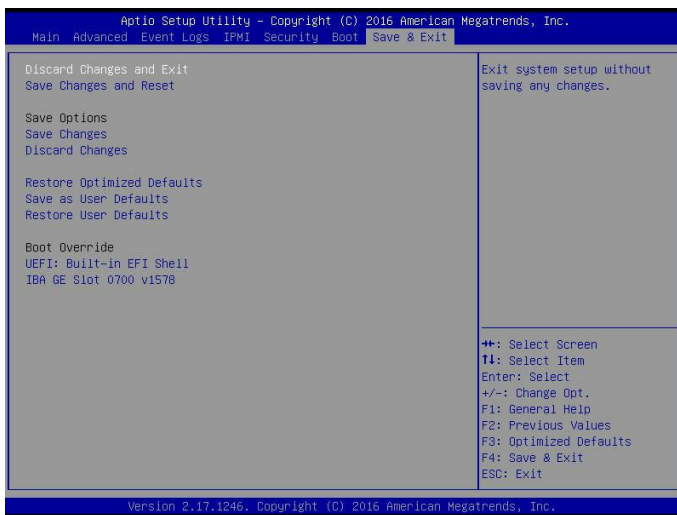 Aptio Setup Utility – Copyright (C) 2016 American Megatrends, Inc.
Main Advanced Event Logs IPMI Security Boot Save & Exit
Discard Changes and Exit
Save Changes and Reset
Save Options
Save Changes
Discard Changes
Restore Optimized Defaults
Save as User Defaults
Restore User Defaults
Boot Override
UEFI: Built-in EFI Shell
IBA GE Slot 0700 v1578
Exit system setup without
saving any changes.
→←: Select Screen
↑↓: Select Item
Enter: Select
+/-: Change Opt.
F1: General Help
F2: Previous Values
F3: Optimized Defaults
F4: Save & Exit
ESC: Exit
Version 2.17.1246. Copyright (C) 2016 American Megatrends, Inc.